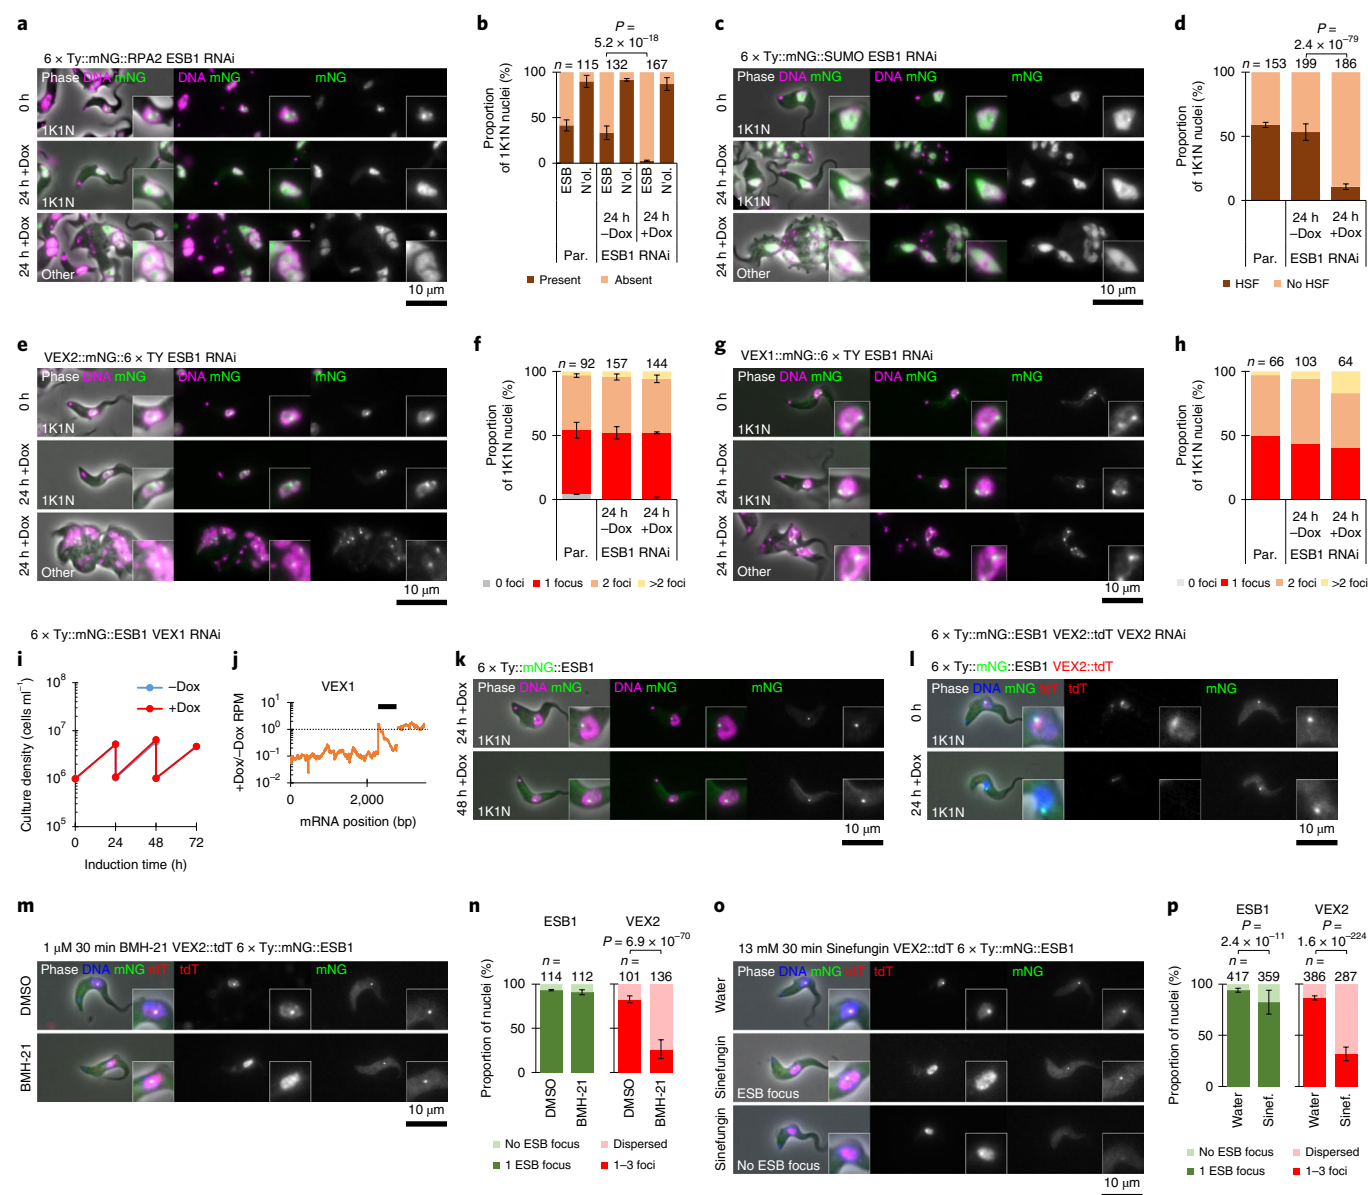 a
6 × Ty::mNG::RPA2 ESB1 RNAi
Phase DNA mNG
DNA mNG
mNG
0 h
1K1N
24 h +Dox
1K1N
24 h +Dox
Other
10 μm
b
P =
5.2 × 10⁻¹⁸
n = 115 132 167
Proportion
of 1K1N nuclei (%)
100
50
0
ESB
N'ol.
ESB
N'ol.
ESB
N'ol.
24 h
–Dox
24 h
+Dox
Par.
ESB1 RNAi
Present
Absent
c
6 × Ty::mNG::SUMO ESB1 RNAi
Phase DNA mNG
DNA mNG
mNG
0 h
1K1N
24 h +Dox
1K1N
24 h +Dox
Other
10 μm
d
P =
2.4 × 10⁻⁷⁹
n = 153 199 186
Proportion
of 1K1N nuclei (%)
100
50
0
24 h
–Dox
24 h
+Dox
Par.
ESB1 RNAi
HSF
No HSF
e
VEX2::mNG::6 × TY ESB1 RNAi
Phase DNA mNG
DNA mNG
mNG
0 h
1K1N
24 h +Dox
1K1N
24 h +Dox
Other
10 μm
f
n = 92 157 144
Proportion
of 1K1N nuclei (%)
100
50
0
24 h
–Dox
24 h
+Dox
Par.
ESB1 RNAi
0 foci
1 focus
2 foci
>2 foci
g
VEX1::mNG::6 × TY ESB1 RNAi
Phase DNA mNG
DNA mNG
mNG
0 h
1K1N
24 h +Dox
1K1N
24 h +Dox
Other
10 μm
h
n = 66 103 64
Proportion
of 1K1N nuclei (%)
100
50
0
24 h
–Dox
24 h
+Dox
Par.
ESB1 RNAi
0 foci
1 focus
2 foci
>2 foci
6 × Ty::mNG::ESB1 VEX1 RNAi
i
Culture density (cells ml⁻¹)
10⁸
10⁷
10⁶
10⁵
–Dox
+Dox
0 24 48 72
Induction time (h)
j
VEX1
+Dox/–Dox RPM
10¹
10⁰
10⁻¹
10⁻²
0 2,000
mRNA position (bp)
k
6 × Ty::mNG::ESB1
Phase DNA mNG
DNA mNG
mNG
24 h +Dox
1K1N
48 h +Dox
1K1N
10 μm
6 × Ty::mNG::ESB1 VEX2::tdT VEX2 RNAi
l
6 × Ty::mNG::ESB1 VEX2::tdT
Phase DNA mNG tdT
tdT
mNG
0 h
1K1N
24 h +Dox
1K1N
10 μm
m
1 μM 30 min BMH-21 VEX2::tdT 6 × Ty::mNG::ESB1
Phase DNA mNG tdT
tdT
mNG
DMSO
BMH-21
10 μm
n
ESB1
VEX2
P = 6.9 × 10⁻⁷⁰
n =
114 112
n =
101 136
Proportion of nuclei (%)
100
50
0
DMSO
BMH-21
DMSO
BMH-21
No ESB focus
1 ESB focus
Dispersed
1–3 foci
o
13 mM 30 min Sinefungin VEX2::tdT 6 × Ty::mNG::ESB1
Phase DNA mNG tdT
tdT
mNG
Water
Sinefungin
ESB focus
Sinefungin
No ESB focus
10 μm
p
ESB1
P =
2.4 × 10⁻¹¹
VEX2
P =
1.6 × 10⁻²²⁴
n =
417 359
n =
386 287
Proportion of nuclei (%)
100
50
0
Water
Sinef.
Water
Sinef.
No ESB focus
1 ESB focus
Dispersed
1–3 foci